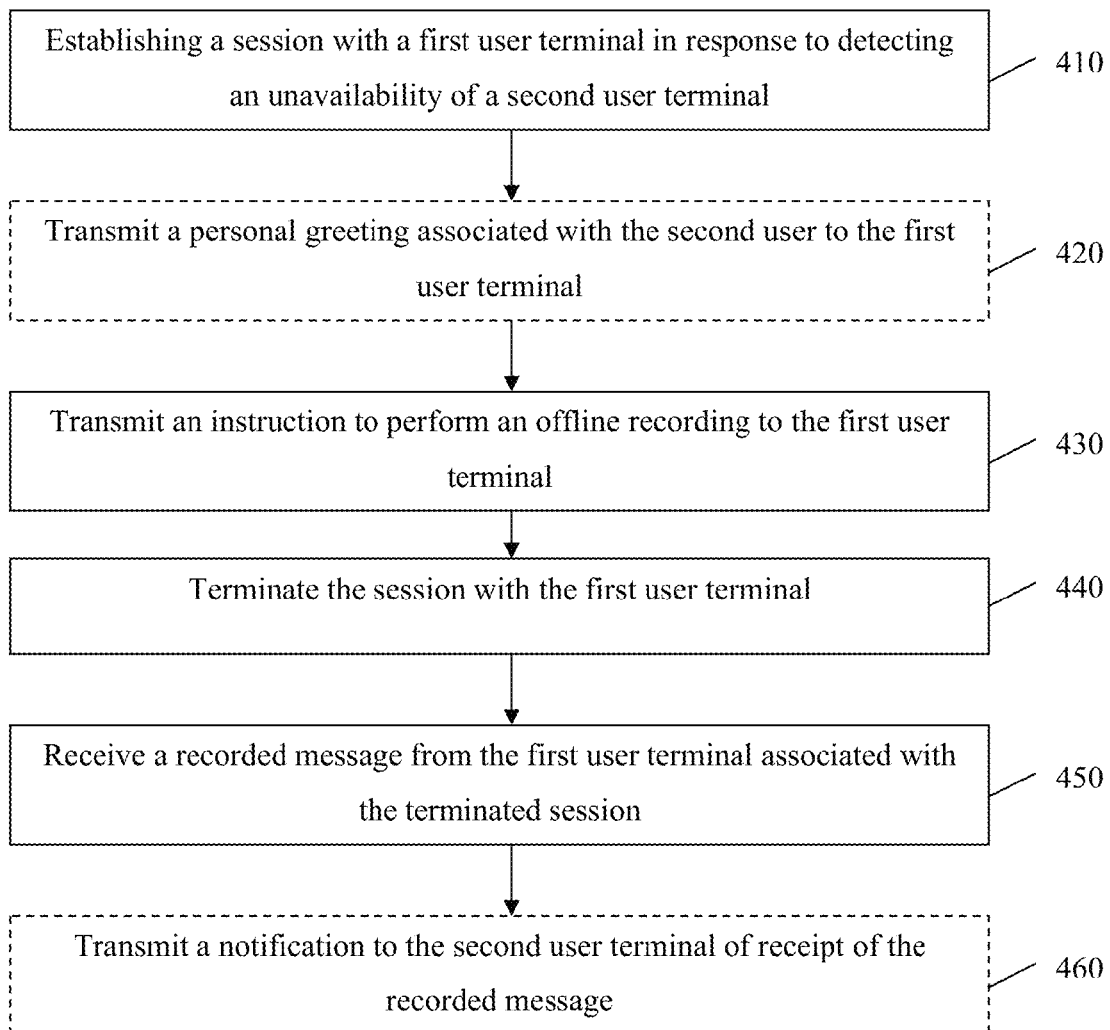 Establishing a session with a first user terminal in response to detecting
an unavailability of a second user terminal
410
Transmit a personal greeting associated with the second user to the first
user terminal
420
Transmit an instruction to perform an offline recording to the first user
terminal
430
Terminate the session with the first user terminal
440
Receive a recorded message from the first user terminal associated with
the terminated session
450
Transmit a notification to the second user terminal of receipt of the
recorded message
460